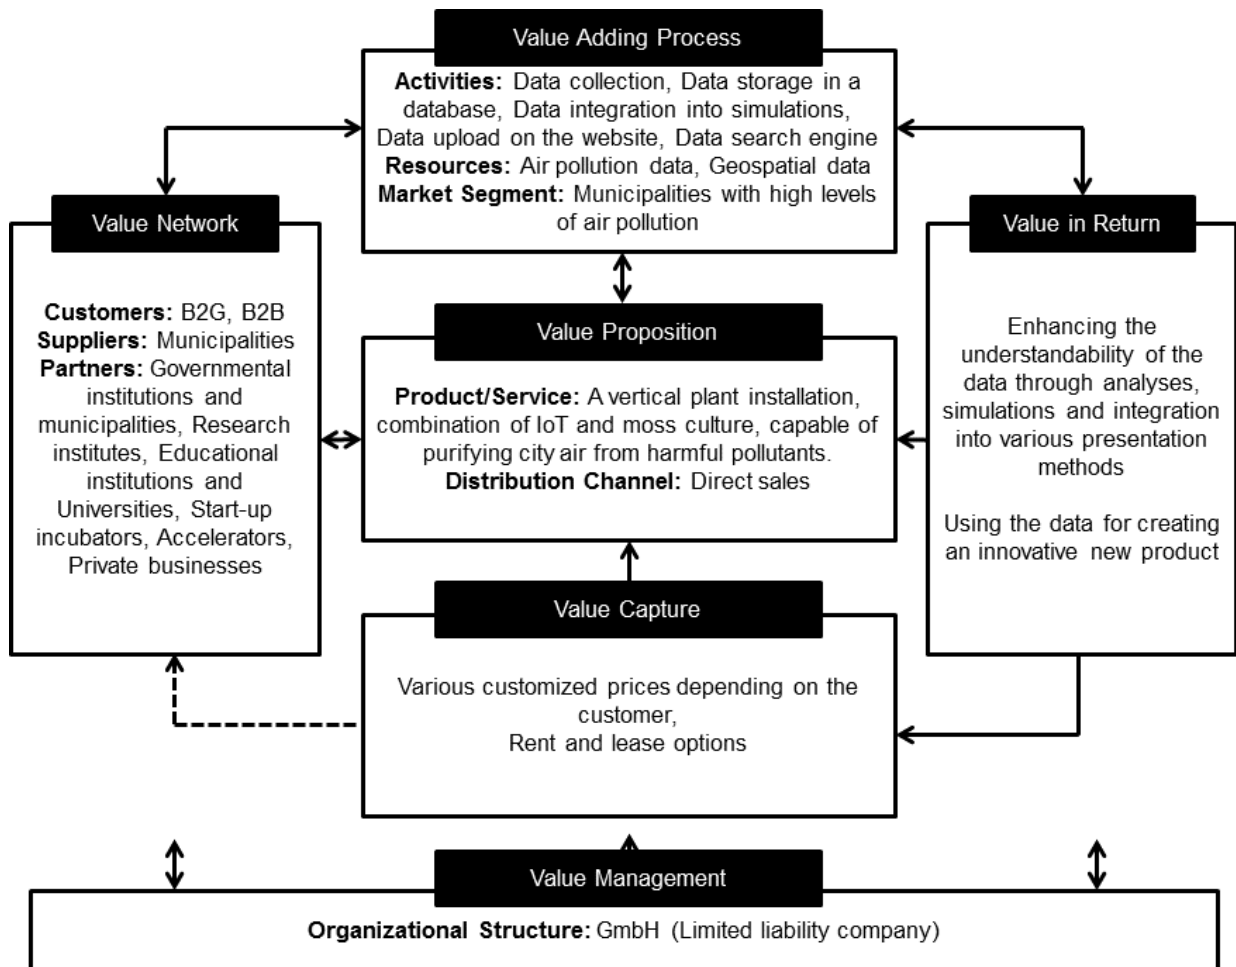 Value Adding Process
Activities: Data collection, Data storage in a
database, Data integration into simulations,
Data upload on the website, Data search engine
Resources: Air pollution data, Geospatial data
Market Segment: Municipalities with high levels
of air pollution
Value Network
Customers: B2G, B2B
Suppliers: Municipalities
Partners: Governmental
institutions and
municipalities, Research
institutes, Educational
institutions and
Universities, Start-up
incubators, Accelerators,
Private businesses
Value Proposition
Product/Service: A vertical plant installation,
combination of IoT and moss culture, capable of
purifying city air from harmful pollutants.
Distribution Channel: Direct sales
Value in Return
Enhancing the
understandability of the
data through analyses,
simulations and integration
into various presentation
methods
Using the data for creating
an innovative new product
Value Capture
Various customized prices depending on the
customer,
Rent and lease options
Value Management
Organizational Structure: GmbH (Limited liability company)